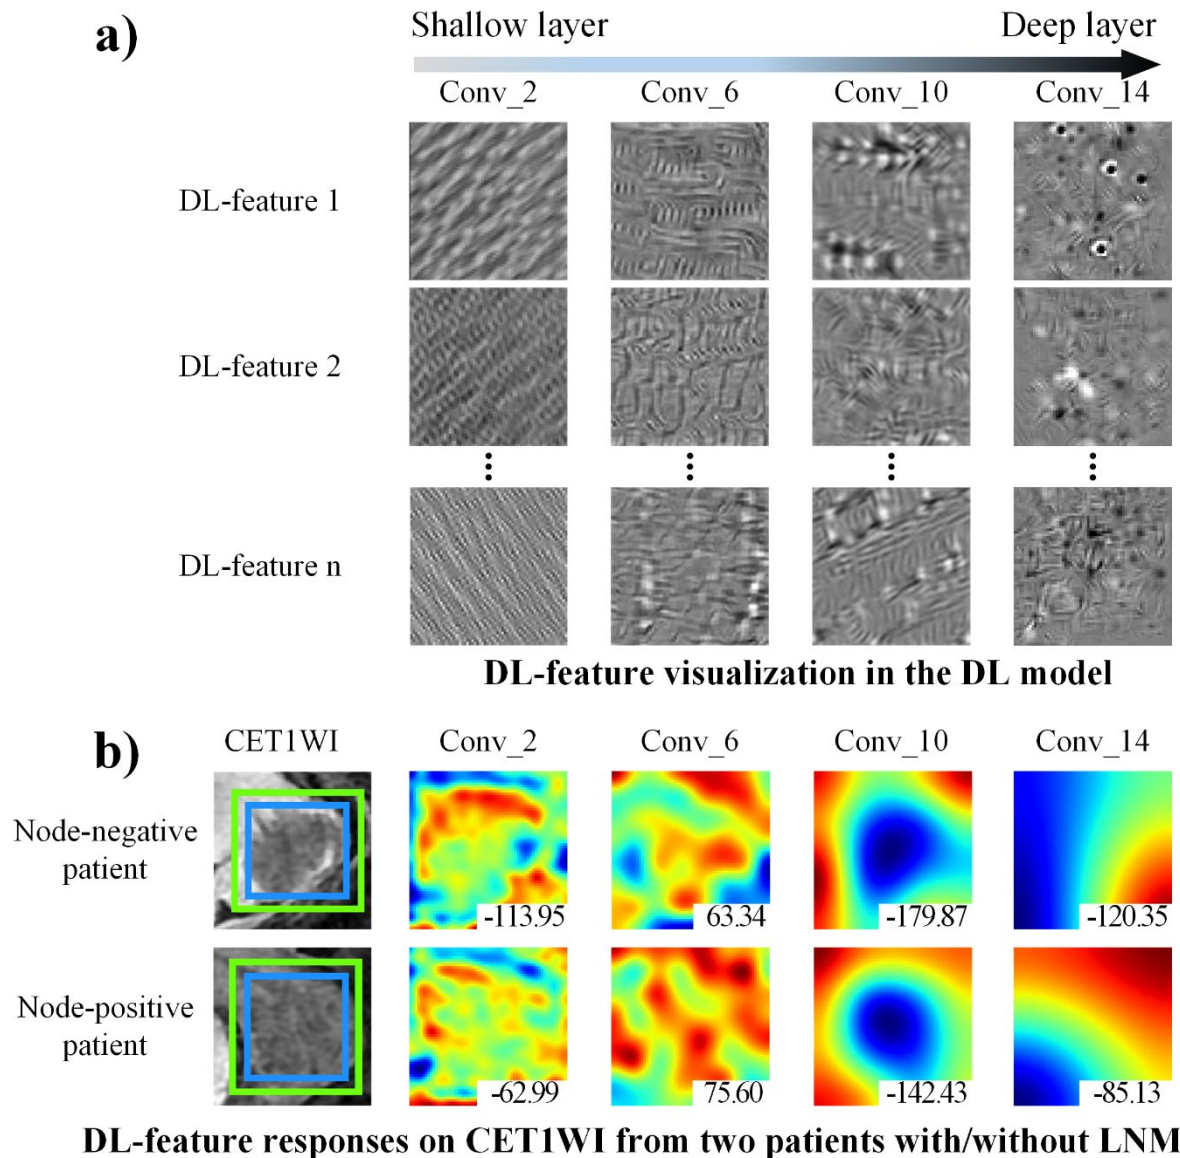 a)
Shallow layer Deep layer
Conv_2 Conv_6 Conv_10 Conv_14
DL-feature 1
DL-feature 2
DL-feature n
DL-feature visualization in the DL model
b)
CET1WI Conv_2 Conv_6 Conv_10 Conv_14
Node-negative
patient
-113.95 63.34 -179.87 -120.35
Node-positive
patient
-62.99 75.60 -142.43 -85.13
DL-feature responses on CET1WI from two patients with/without LNM